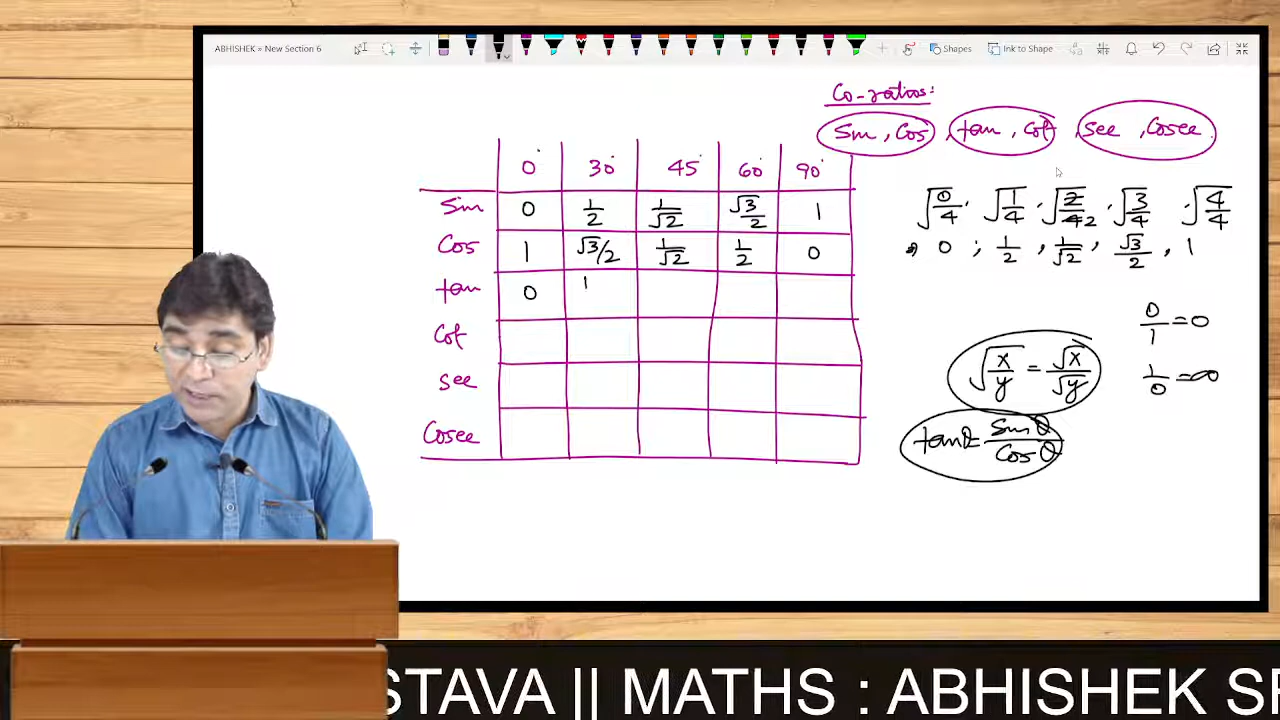 ABHISHEK » New Section 6
Shapes
Ink to Shape
Co-ratios:
Sin, Cos, tan, Cot, sec, Cosec
0° 30° 45° 60° 90°
Sin 0 1/2 1/√2 √3/2 1
Cos 1 √3/2 1/√2 1/2 0
tan 0 1
Cot
sec
Cosec
√0/4, √1/4, √2/4 2, √3/4, √4/4
⇒ 0; 1/2, 1/√2, √3/2, 1
0/1 = 0
√x/y = √x/√y
1/0 = ∞
tanθ = Sinθ/Cosθ
STAVA || MATHS : ABHISHEK SR